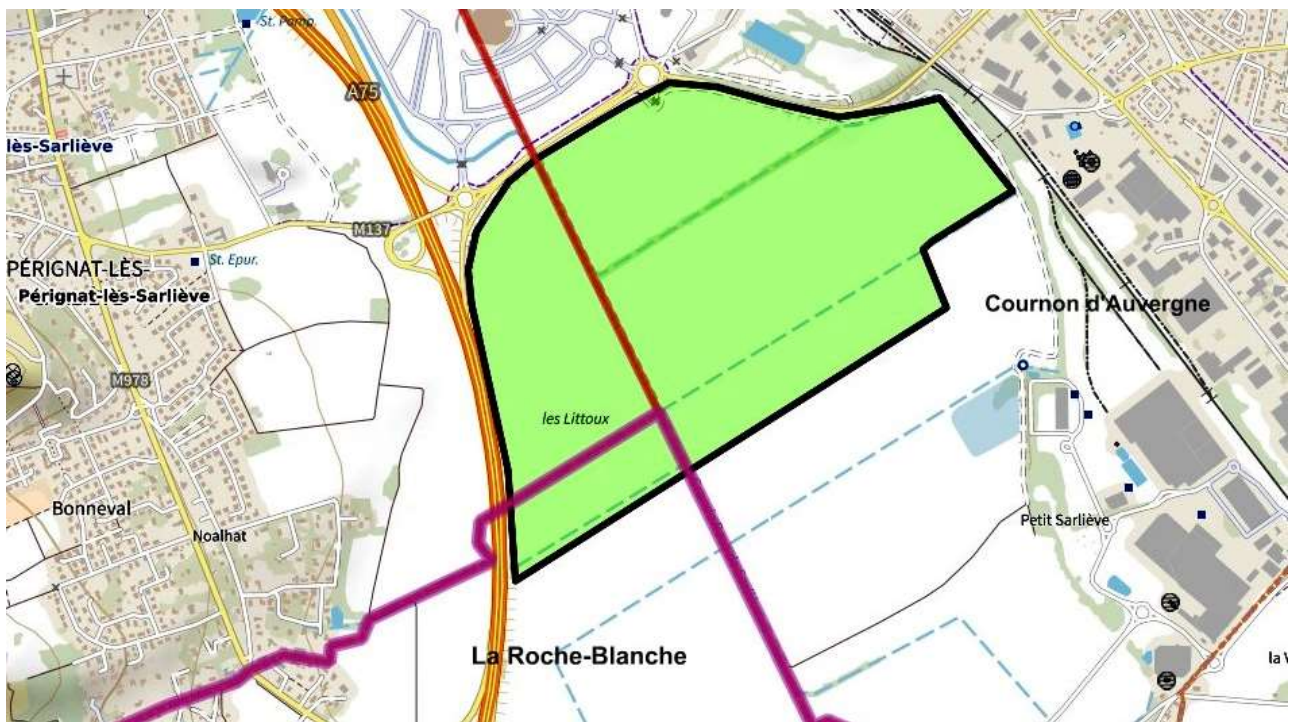 St. Pomp.
A75
lès-Sarliève
M137
St. Epur.
PÉRIGNAT-LÈS-
Pérignat-lès-Sarliève
Cournon d'Auvergne
M978
les Littoux
Bonneval
Noalhat
Petit Sarliève
La Roche-Blanche
la V